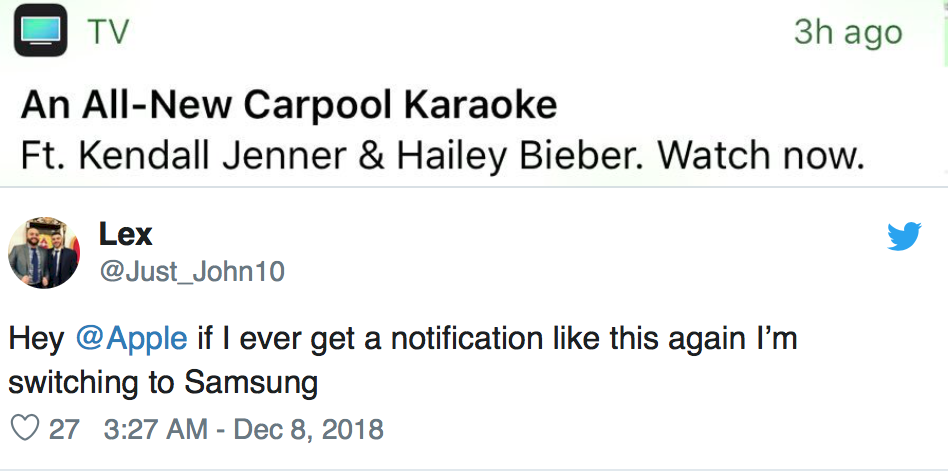 TV 3h ago
An All-New Carpool Karaoke
Ft. Kendall Jenner & Hailey Bieber. Watch now.
Lex
@Just_John10
Hey @Apple if I ever get a notification like this again I’m
switching to Samsung
27 3:27 AM - Dec 8, 2018